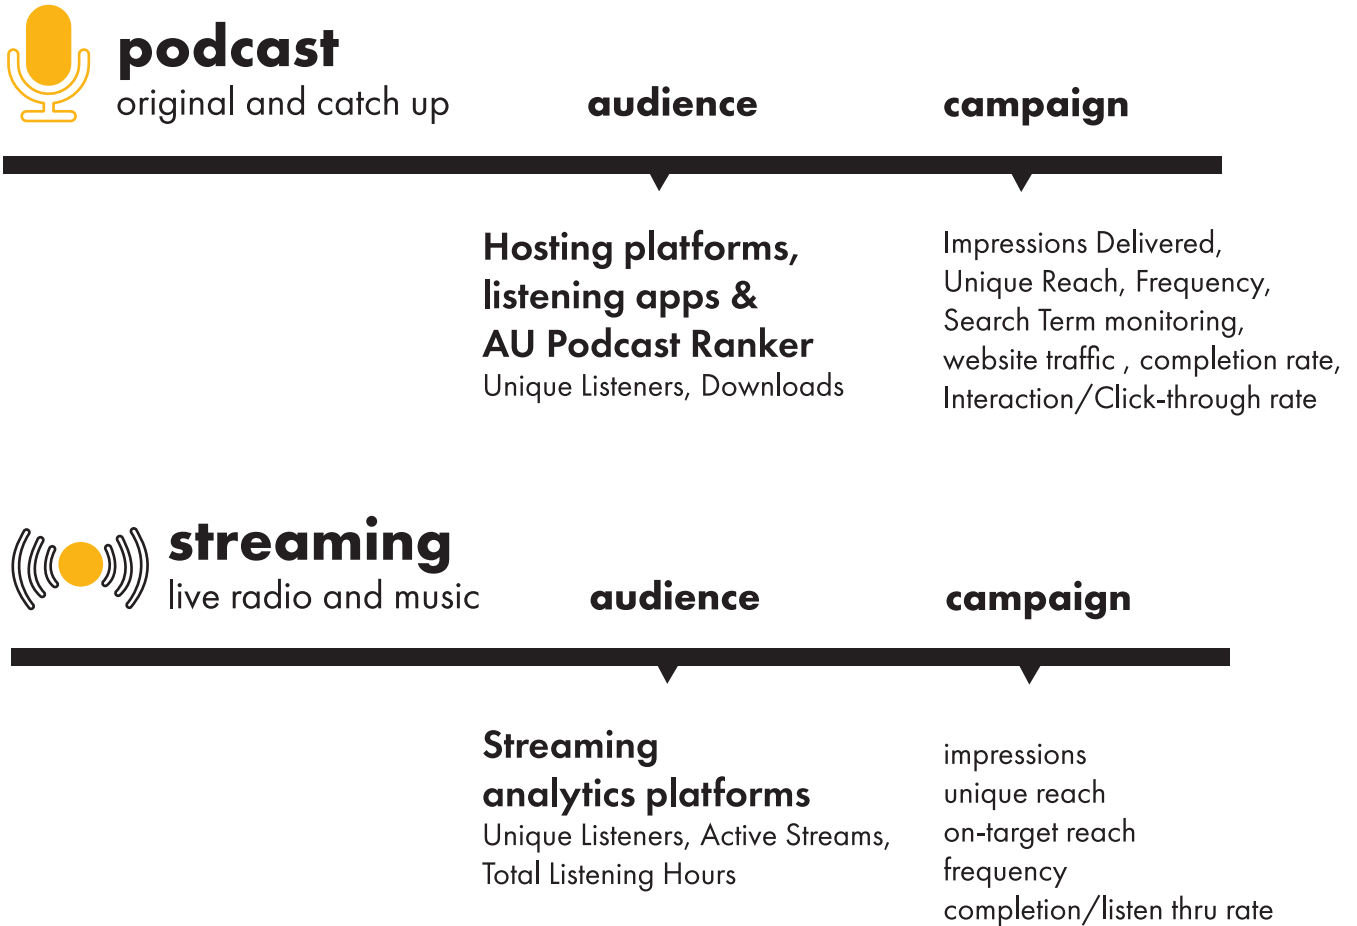 podcast
original and catch up
audience
campaign
Hosting platforms,
listening apps &
AU Podcast Ranker
Unique Listeners, Downloads
Impressions Delivered,
Unique Reach, Frequency,
Search Term monitoring,
website traffic , completion rate,
Interaction/Click-through rate
streaming
live radio and music
audience
campaign
Streaming
analytics platforms
Unique Listeners, Active Streams,
Total Listening Hours
impressions
unique reach
on-target reach
frequency
completion/listen thru rate